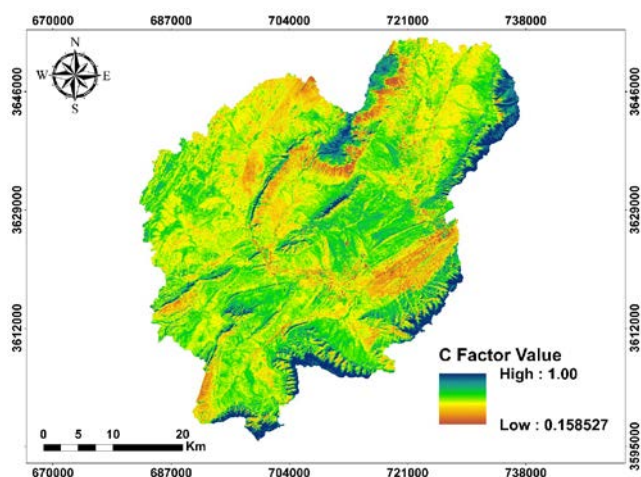 670000 687000 704000 721000 738000
N
W E
S
3646000 3646000
3629000 3629000
3612000 3612000
C Factor Value
High : 1.00
Low : 0.158527
0 5 10 20
Km
3595000
670000 687000 704000 721000 738000